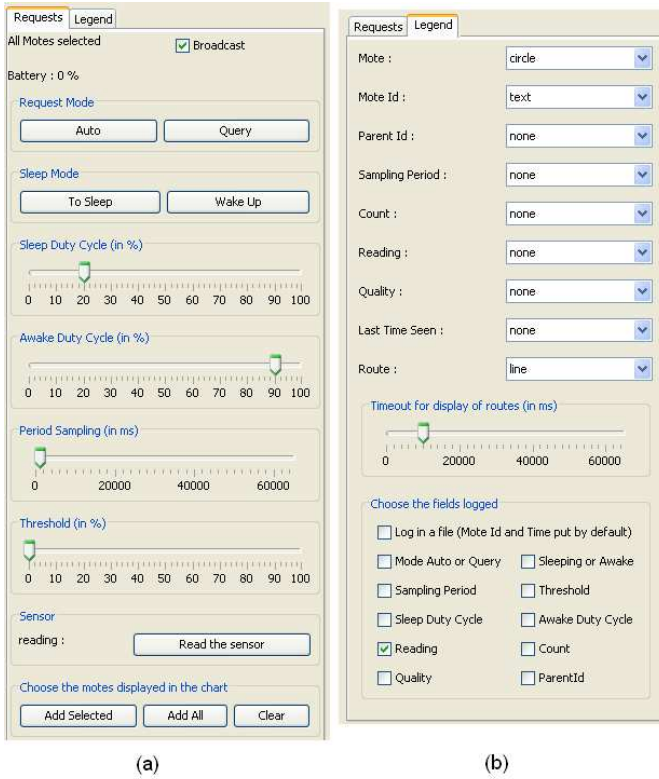 Requests Legend
All Motes selected Broadcast
Battery : 0 %
Request Mode
Auto Query
Sleep Mode
To Sleep Wake Up
Sleep Duty Cycle (in %)
0 10 20 30 40 50 60 70 80 90 100
Awake Duty Cycle (in %)
0 10 20 30 40 50 60 70 80 90 100
Period Sampling (in ms)
0 20000 40000 60000
Threshold (in %)
0 10 20 30 40 50 60 70 80 90 100
Sensor
reading : Read the sensor
Choose the motes displayed in the chart
Add Selected Add All Clear
(a)
Requests Legend
Mote : circle
Mote Id : text
Parent Id : none
Sampling Period : none
Count : none
Reading : none
Quality : none
Last Time Seen : none
Route : line
Timeout for display of routes (in ms)
0 20000 40000 60000
Choose the fields logged
Log in a file (Mote Id and Time put by default)
Mode Auto or Query Sleeping or Awake
Sampling Period Threshold
Sleep Duty Cycle Awake Duty Cycle
Reading Count
Quality ParentId
(b)